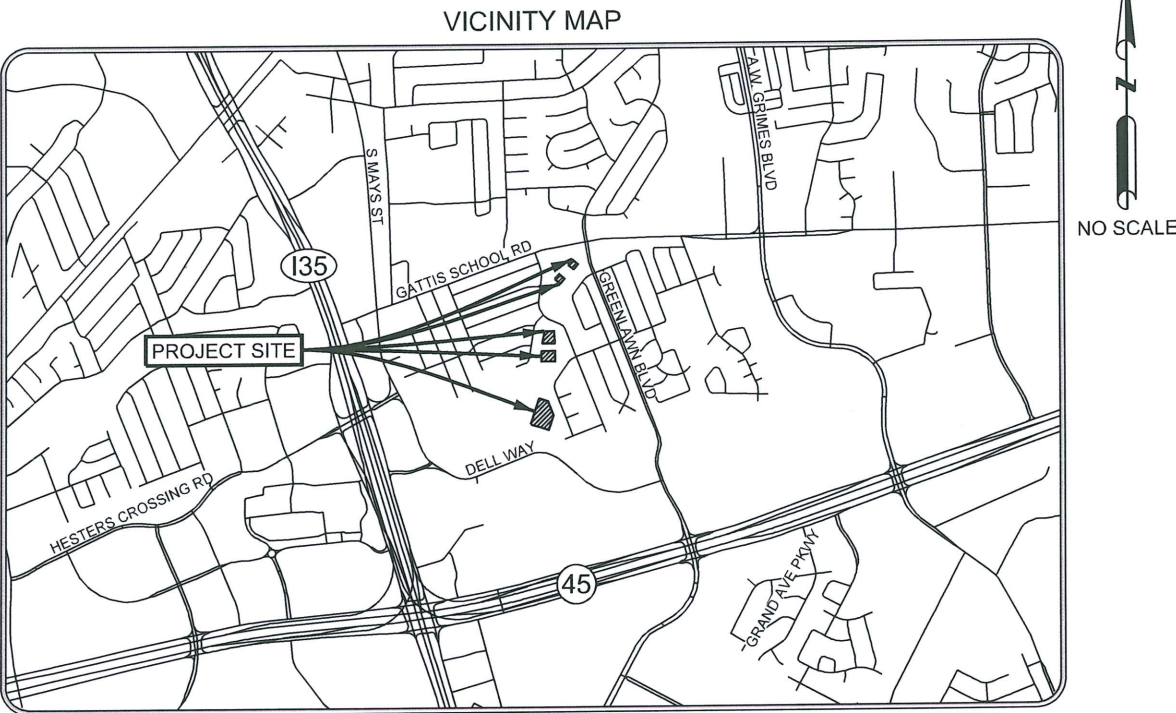 VICINITY MAP
N
NO SCALE
A.W. GRIMES BLVD
S MAYS ST
I35
GATTIS SCHOOL RD
GREENLAWN BLVD
PROJECT SITE
DELL WAY
HESTERS CROSSING RD
45
GRAND AVE PKWY